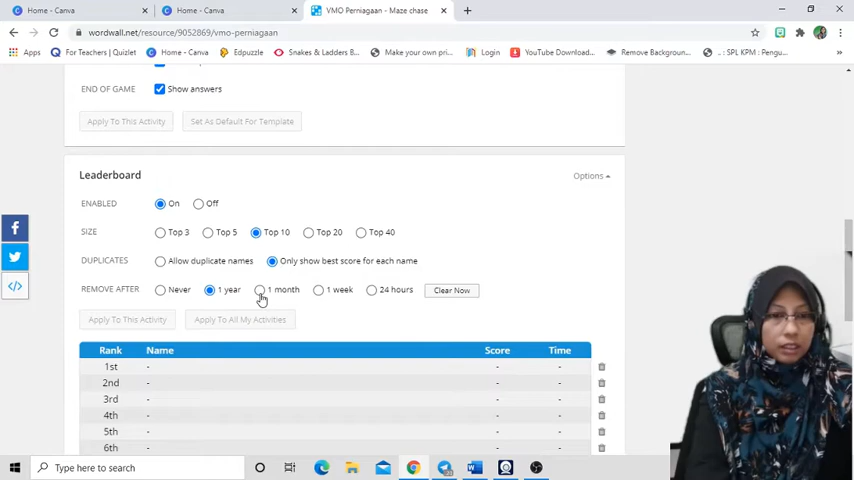 Home - Canva
Home - Canva
VMO Perniagaan - Maze chase
wordwall.net/resource/9052869/vmo-perniagaan
Apps
For Teachers | Quizlet
Home - Canva
Edpuzzle
Snakes & Ladders B...
Make your own pri...
Login
YouTube Download...
Remove Background...
.: SPL KPM : Pengu...
END OF GAME
Show answers
Apply To This Activity
Set As Default For Template
Leaderboard
Options
ENABLED
On
Off
SIZE
Top 3
Top 5
Top 10
Top 20
Top 40
DUPLICATES
Allow duplicate names
Only show best score for each name
REMOVE AFTER
Never
1 year
1 month
1 week
24 hours
Clear Now
Apply To This Activity
Apply To All My Activities
Rank Name Score Time
1st - - -
2nd - - -
3rd - - -
4th - - -
5th - - -
6th - - -
Type here to search